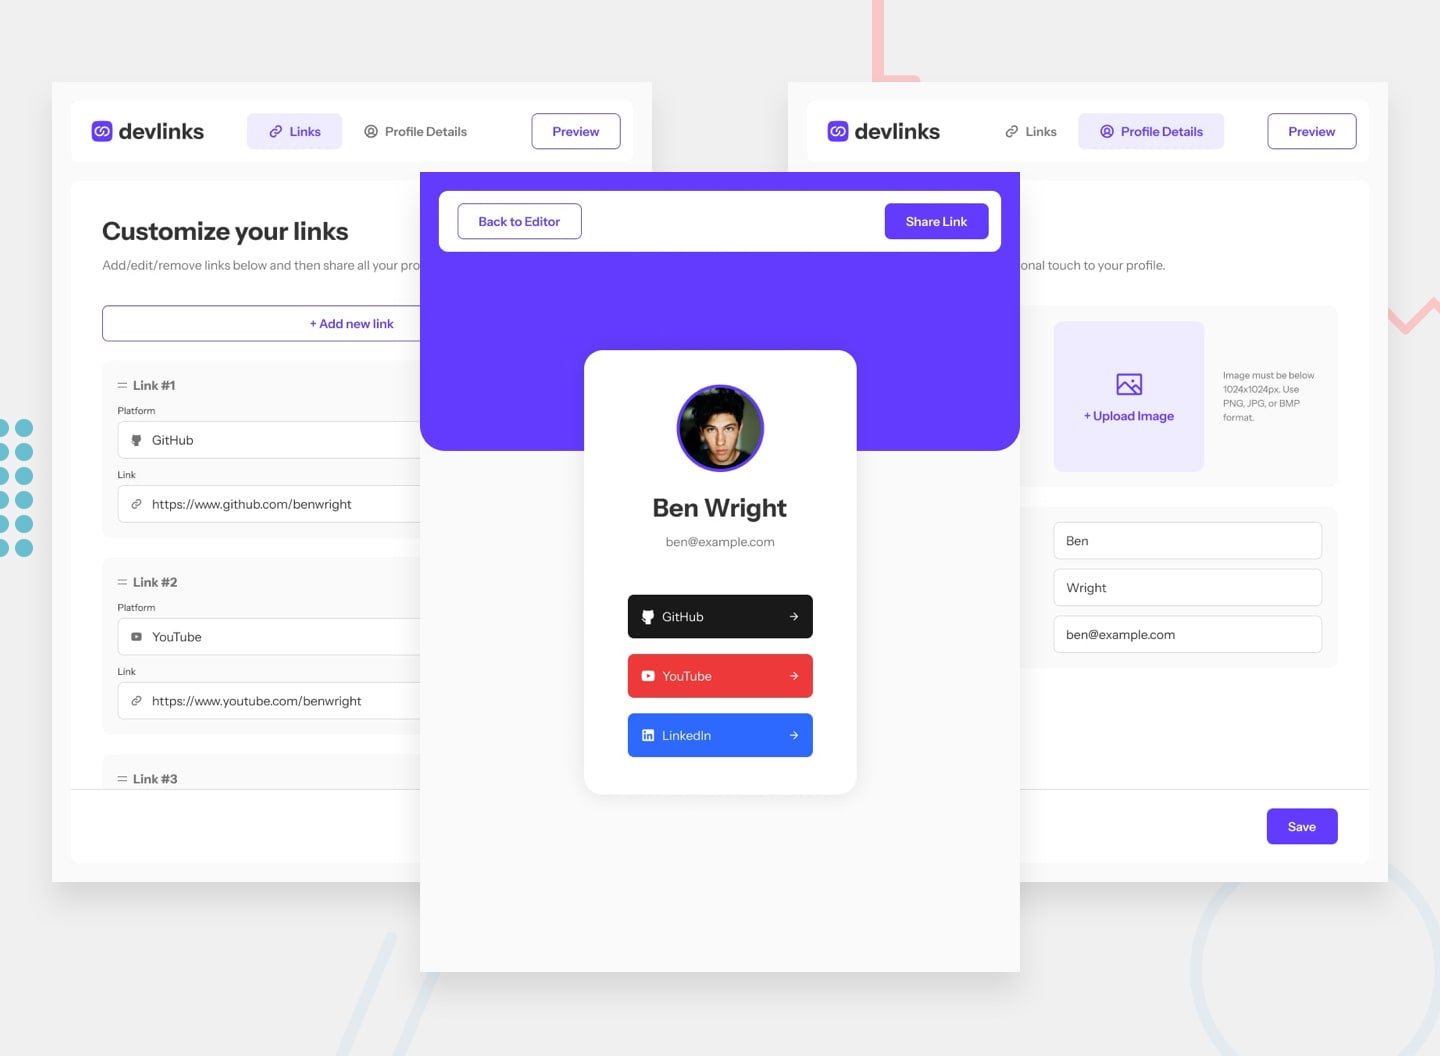 devlinks
Links
Profile Details
Preview
Customize your links
Add/edit/remove links below and then share all your
+ Add new link
Link #1
Platform
GitHub
Link
https://www.github.com/benwright
Link #2
Platform
YouTube
Link
https://www.youtube.com/benwright
Link #3
Back to Editor
Share Link
Ben Wright
ben@example.com
GitHub
YouTube
LinkedIn
devlinks
Links
Profile Details
Preview
touch to your profile.
+ Upload Image
Image must be below
1024x1024px. Use
PNG, JPG, or BMP
format.
Ben
Wright
ben@example.com
Save